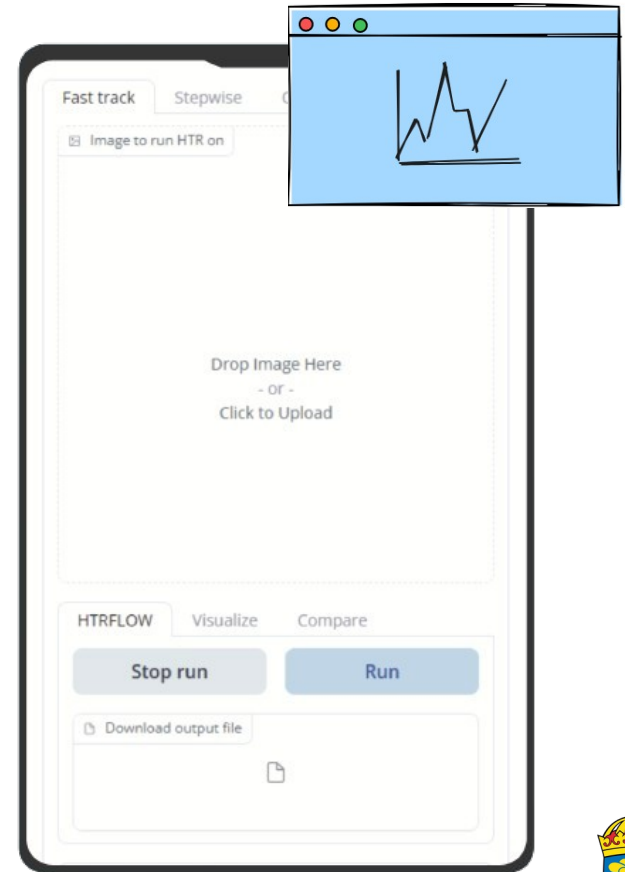 Fast track Stepwise
Image to run HTR on
Drop Image Here
- or -
Click to Upload
HTRFLOW Visualize Compare
Stop run Run
Download output file